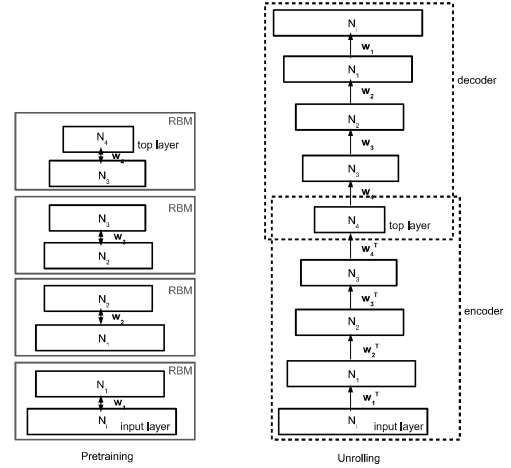 RBM
N4
top layer
w4
N3
RBM
N3
w3
N2
RBM
N2
w2
N1
RBM
N1
w1
Ni
input layer
Pretraining
Ni
w1
N1
decoder
w2
N2
w3
N3
w4
N4
top layer
w4T
N3
w3T
encoder
N2
w2T
N1
w1T
Ni
input layer
Unrolling